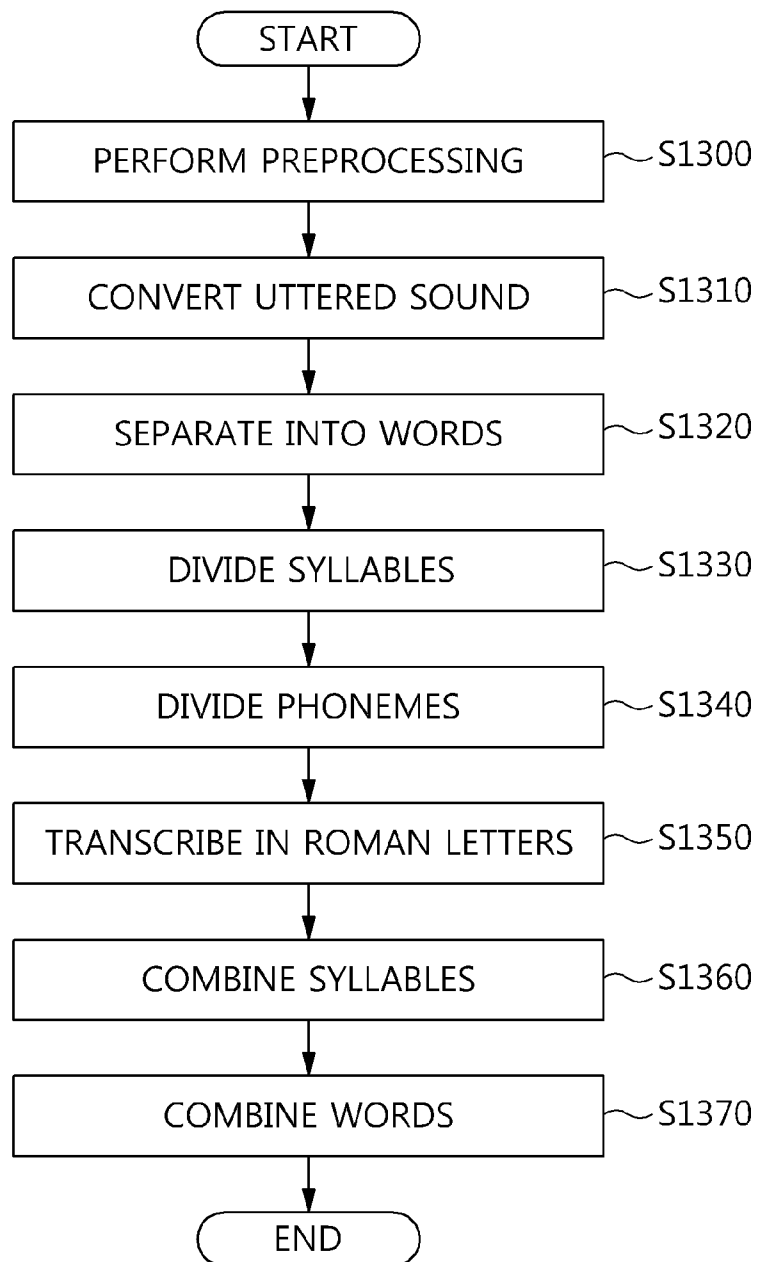 START
PERFORM PREPROCESSING
S1300
CONVERT UTTERED SOUND
S1310
SEPARATE INTO WORDS
S1320
DIVIDE SYLLABLES
S1330
DIVIDE PHONEMES
S1340
TRANSCRIBE IN ROMAN LETTERS
S1350
COMBINE SYLLABLES
S1360
COMBINE WORDS
S1370
END